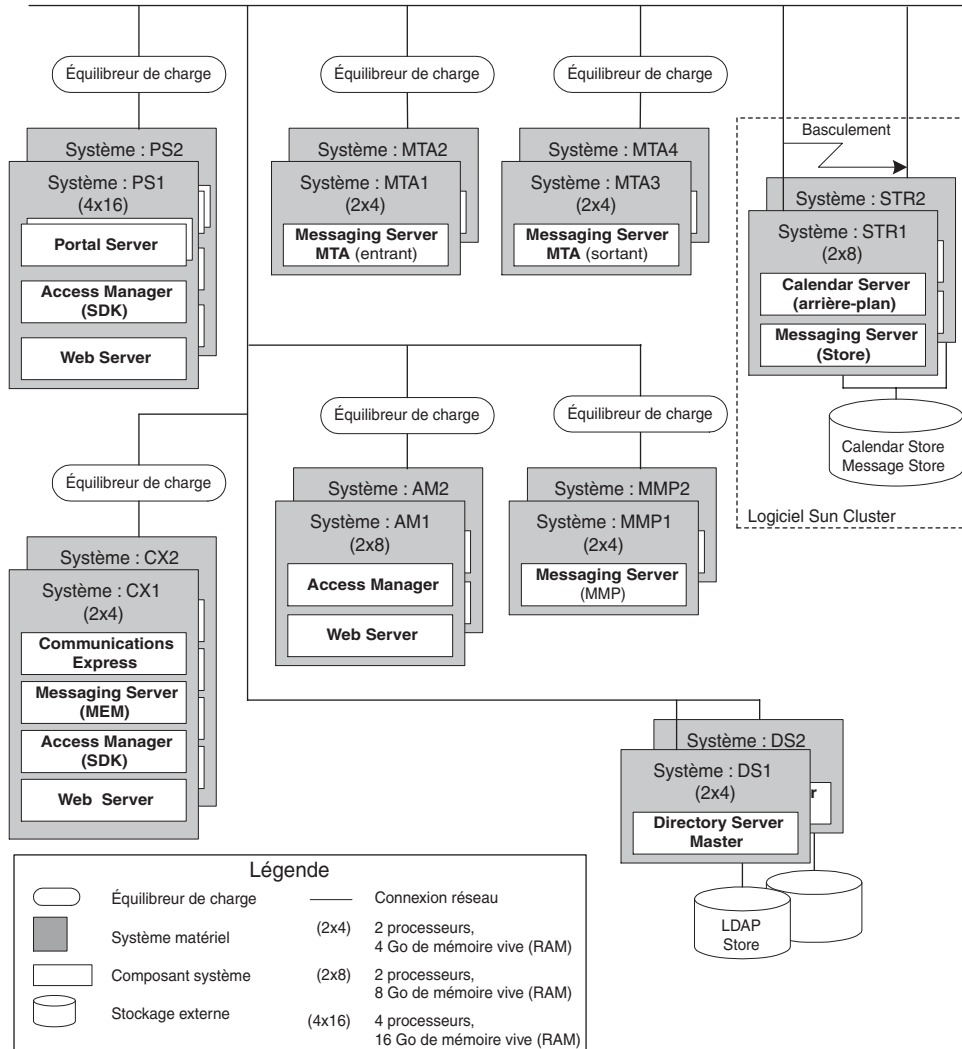 Équilibreur de charge
Système : PS2
Système : PS1
(4x16)
Portal Server
Access Manager
(SDK)
Web Server
Équilibreur de charge
Système : MTA2
Système : MTA1
(2x4)
Messaging Server
MTA (entrant)
Équilibreur de charge
Système : MTA4
Système : MTA3
(2x4)
Messaging Server
MTA (sortant)
Basculement
Système : STR2
Système : STR1
(2x8)
Calendar Server
(arrière-plan)
Messaging Server
(Store)
Calendar Store
Message Store
Logiciel Sun Cluster
Équilibreur de charge
Système : CX2
Système : CX1
(2x4)
Communications
Express
Messaging Server
(MEM)
Access Manager
(SDK)
Web Server
Équilibreur de charge
Système : AM2
Système : AM1
(2x8)
Access Manager
Web Server
Équilibreur de charge
Système : MMP2
Système : MMP1
(2x4)
Messaging Server
(MMP)
Système : DS2
Système : DS1
(2x4)
Directory Server
Master
LDAP
Store
Légende
Équilibreur de charge
Système matériel
Composant système
Stockage externe
Connexion réseau
(2x4) 2 processeurs,
4 Go de mémoire vive (RAM)
(2x8) 2 processeurs,
8 Go de mémoire vive (RAM)
(4x16) 4 processeurs,
16 Go de mémoire vive (RAM)